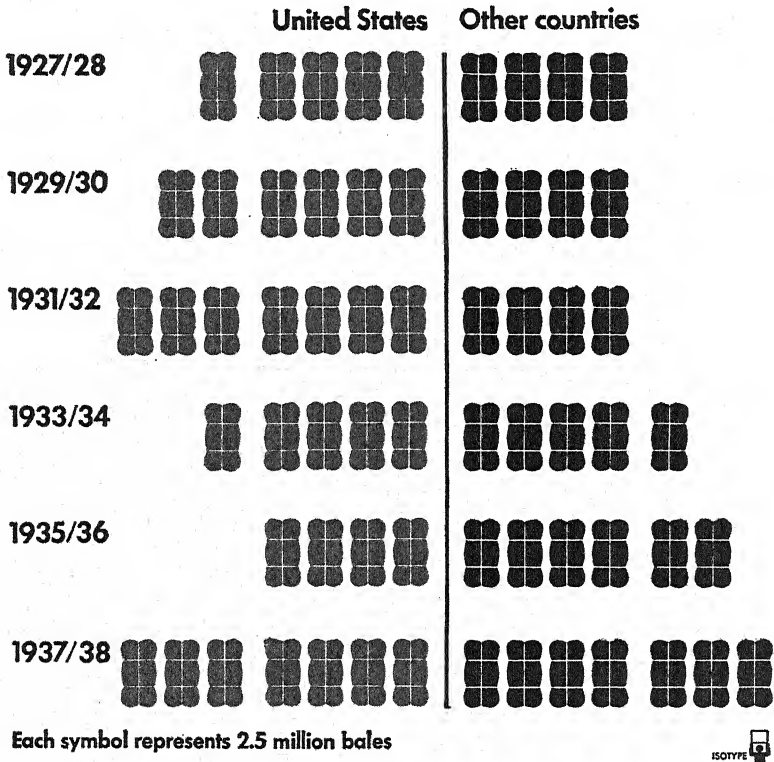 United States Other countries
1927/28
1929/30
1931/32
1933/34
1935/36
1937/38
Each symbol represents 2.5 million bales
ISOTYPE